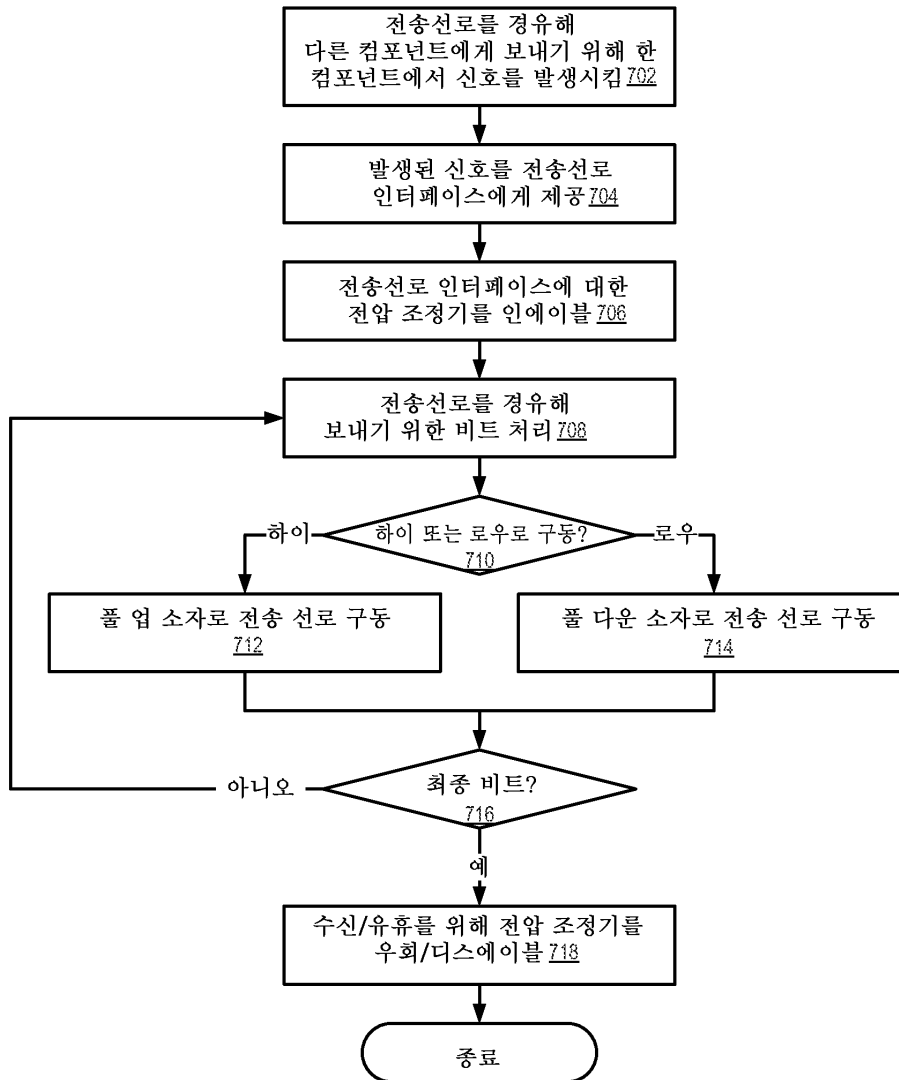 전송선로를 경유해
다른 컴포넌트에게 보내기 위해 한
컴포넌트에서 신호를 발생시킴 702
발생된 신호를 전송선로
인터페이스에게 제공 704
전송선로 인터페이스에 대한
전압 조정기를 인에이블 706
전송선로를 경유해
보내기 위한 비트 처리 708
하이 또는 로우로 구동?
710
하이
로우
풀 업 소자로 전송 선로 구동
712
풀 다운 소자로 전송 선로 구동
714
최종 비트?
716
아니오
예
수신/유휴를 위해 전압 조정기를
우회/디스에이블 718
종료